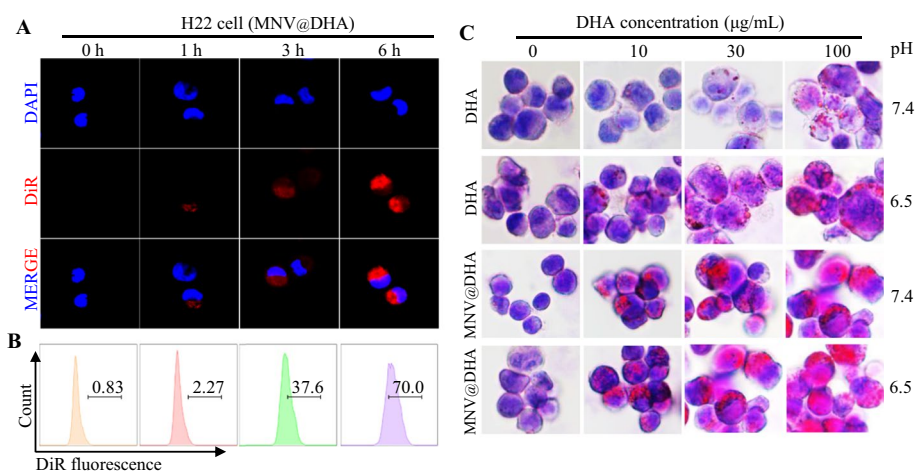 A
H22 cell (MNV@DHA)
0 h 1 h 3 h 6 h
DAPI
DiR
MERGE
B
Count
0.83 2.27 37.6 70.0
DiR fluorescence
C
DHA concentration (μg/mL)
0 10 30 100 pH
DHA 7.4
DHA 6.5
MNV@DHA 7.4
MNV@DHA 6.5